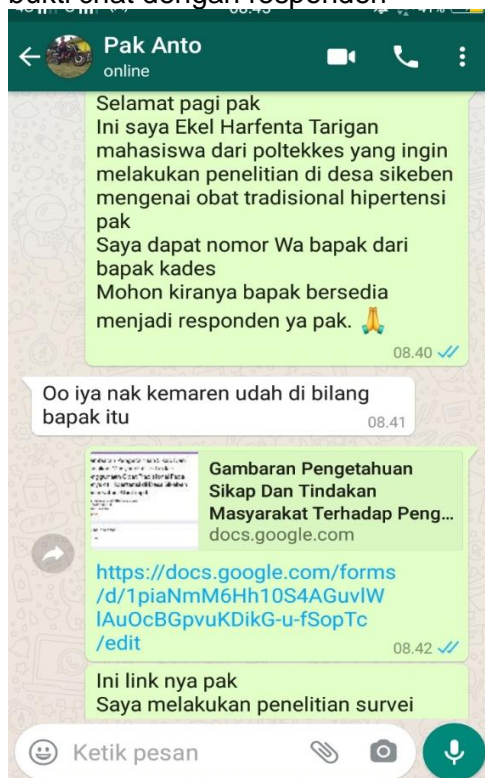 bukti chat dengan responden
Pak Anto
online
Selamat pagi pak
Ini saya Ekel Harfenta Tarigan
mahasiswa dari poltekkes yang ingin
melakukan penelitian di desa sikeben
mengenai obat tradisional hipertensi
pak
Saya dapat nomor Wa bapak dari
bapak kades
Mohon kiranya bapak bersedia
menjadi responden ya pak. 🙏
08.40
Oo iya nak kemaren udah di bilang
bapak itu
08.41
Gambaran Pengetahuan
Sikap Dan Tindakan
Masyarakat Terhadap Peng...
docs.google.com
https://docs.google.com/forms
/d/1piaNmM6Hh10S4AGuvlW
lAuOcBGpvuKDikG-u-fSopTc
/edit
08.42
Ini link nya pak
Saya melakukan penelitian survei
Ketik pesan